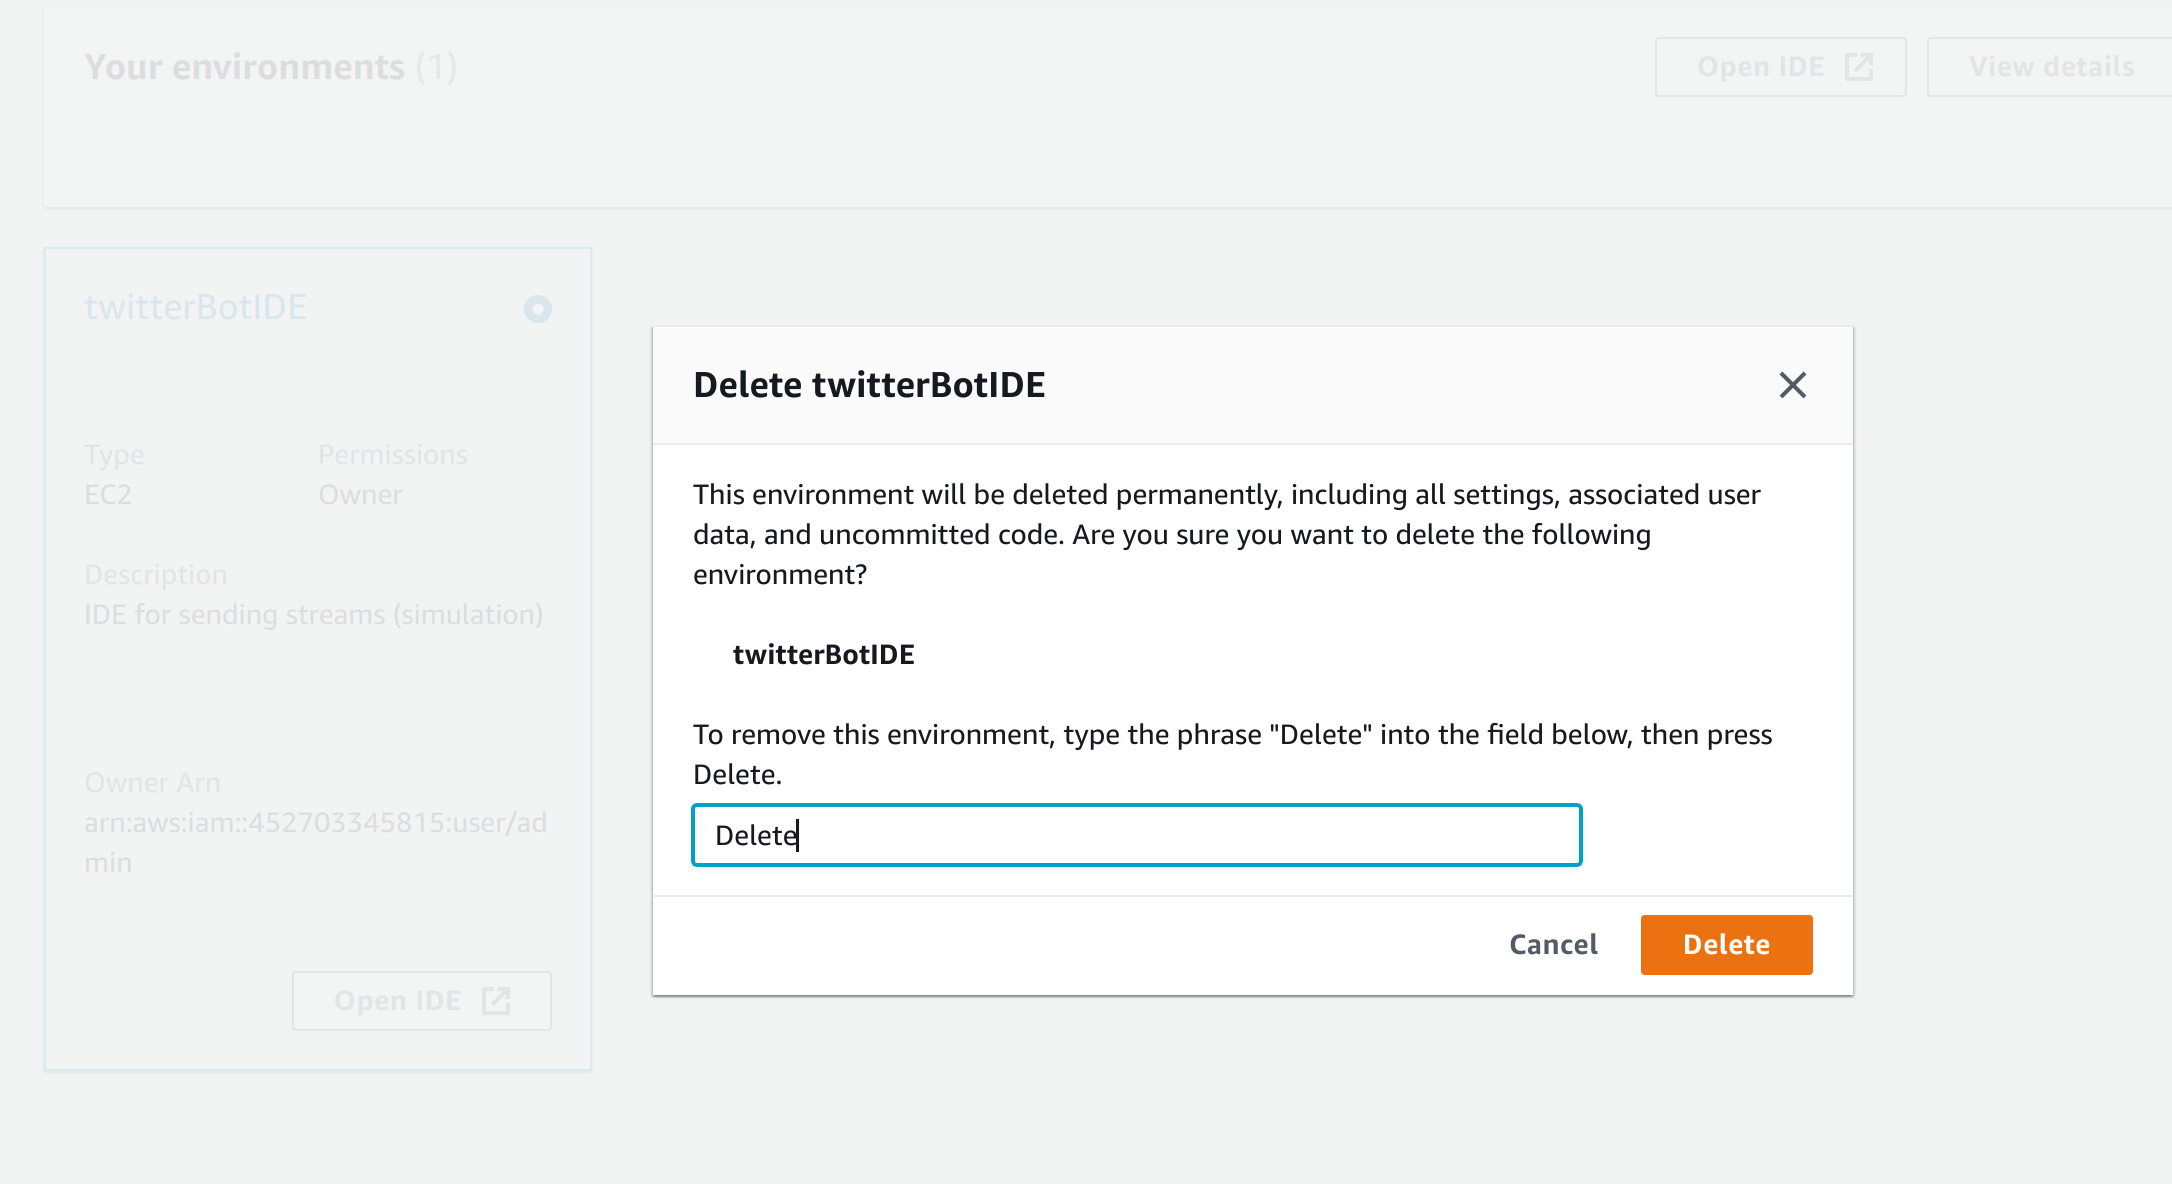 Your environments (1)
Open IDE
View details
twitterBotIDE
Type
Permissions
EC2
Owner
Description
IDE for sending streams (simulation)
Owner Arn
arn:aws:iam::452703345815:user/ad
min
Open IDE
Delete twitterBotIDE
This environment will be deleted permanently, including all settings, associated user
data, and uncommitted code. Are you sure you want to delete the following
environment?
twitterBotIDE
To remove this environment, type the phrase "Delete" into the field below, then press
Delete.
Delete
Cancel
Delete